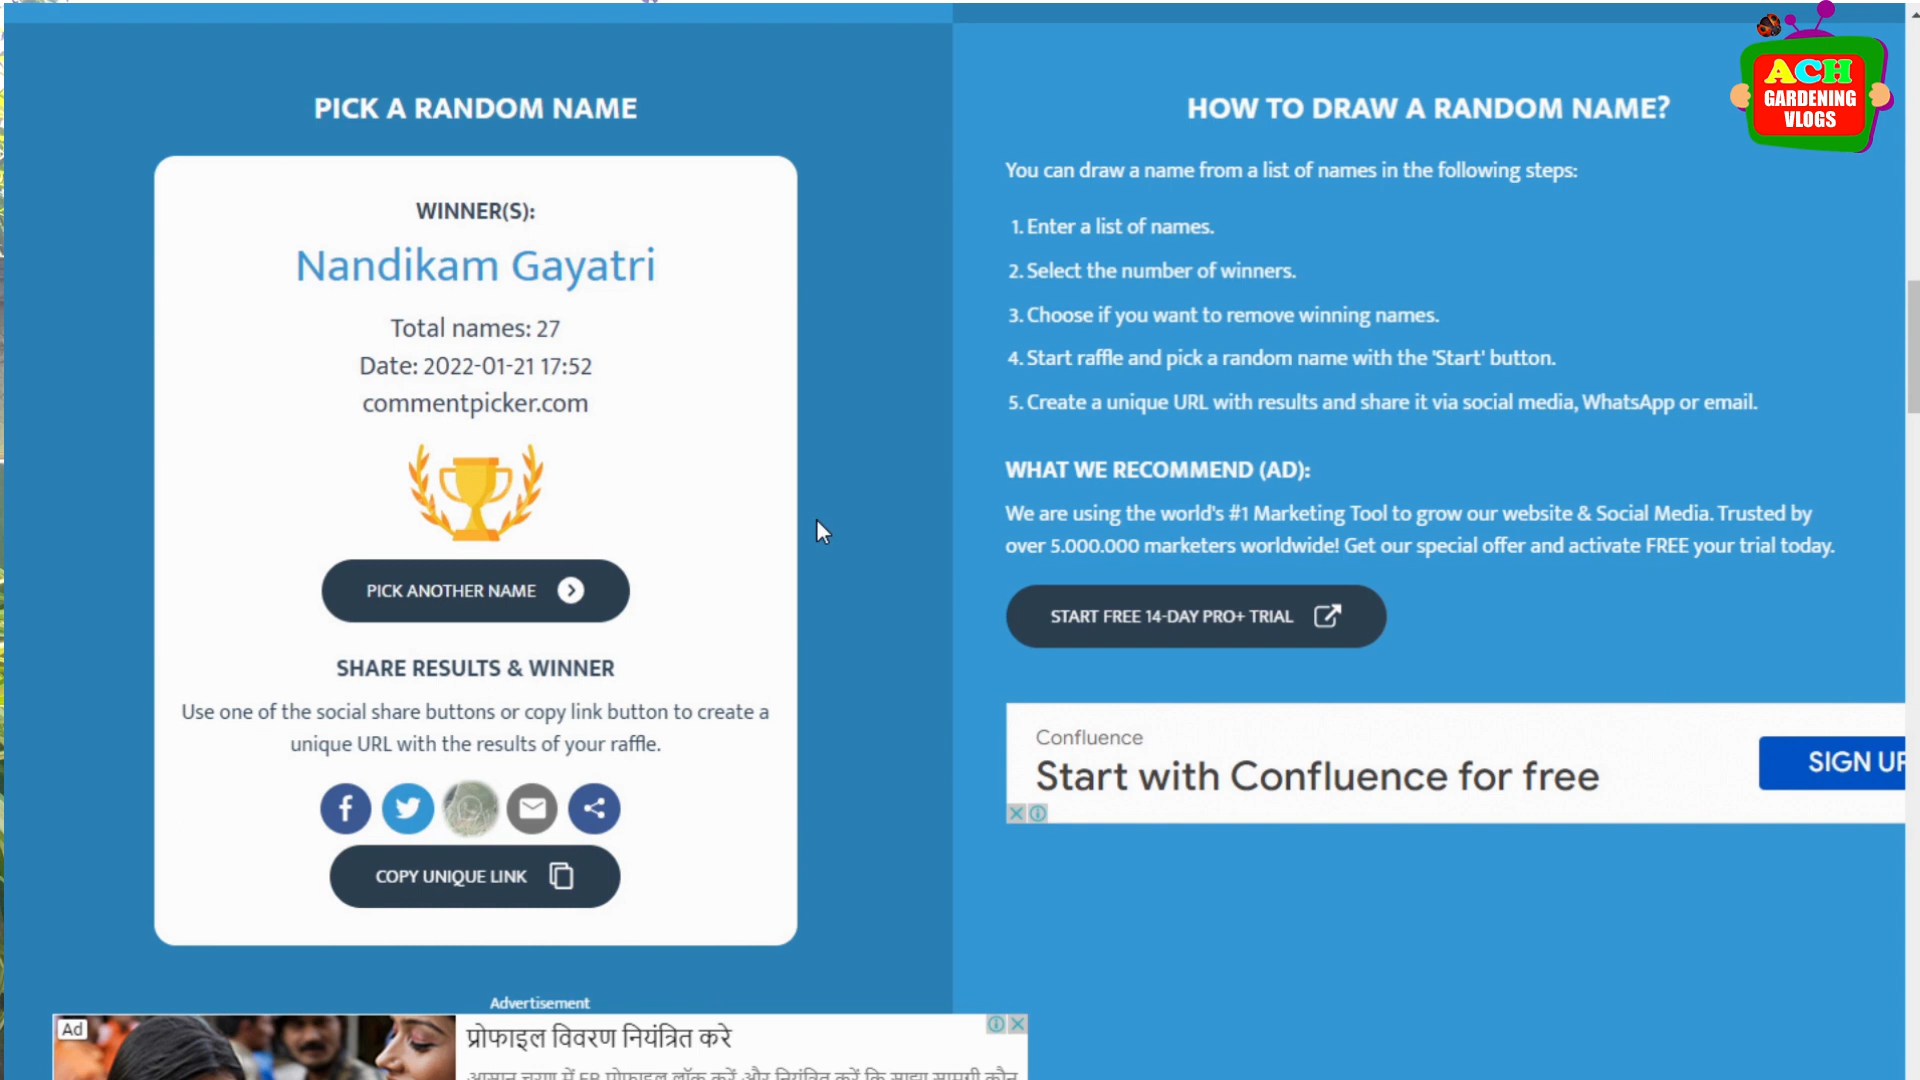 ACH
GARDENING
VLOGS
PICK A RANDOM NAME
WINNER(S):
Nandikam Gayatri
Total names: 27
Date: 2022-01-21 17:52
commentpicker.com
PICK ANOTHER NAME
SHARE RESULTS & WINNER
Use one of the social share buttons or copy link button to create a
unique URL with the results of your raffle.
COPY UNIQUE LINK
Advertisement
Ad
प्रोफाइल विवरण नियंत्रित करे
HOW TO DRAW A RANDOM NAME?
You can draw a name from a list of names in the following steps:
1. Enter a list of names.
2. Select the number of winners.
3. Choose if you want to remove winning names.
4. Start raffle and pick a random name with the 'Start' button.
5. Create a unique URL with results and share it via social media, WhatsApp or email.
WHAT WE RECOMMEND (AD):
We are using the world's #1 Marketing Tool to grow our website & Social Media. Trusted by
over 5.000.000 marketers worldwide! Get our special offer and activate FREE your trial today.
START FREE 14-DAY PRO+ TRIAL
Confluence
Start with Confluence for free
SIGN UP